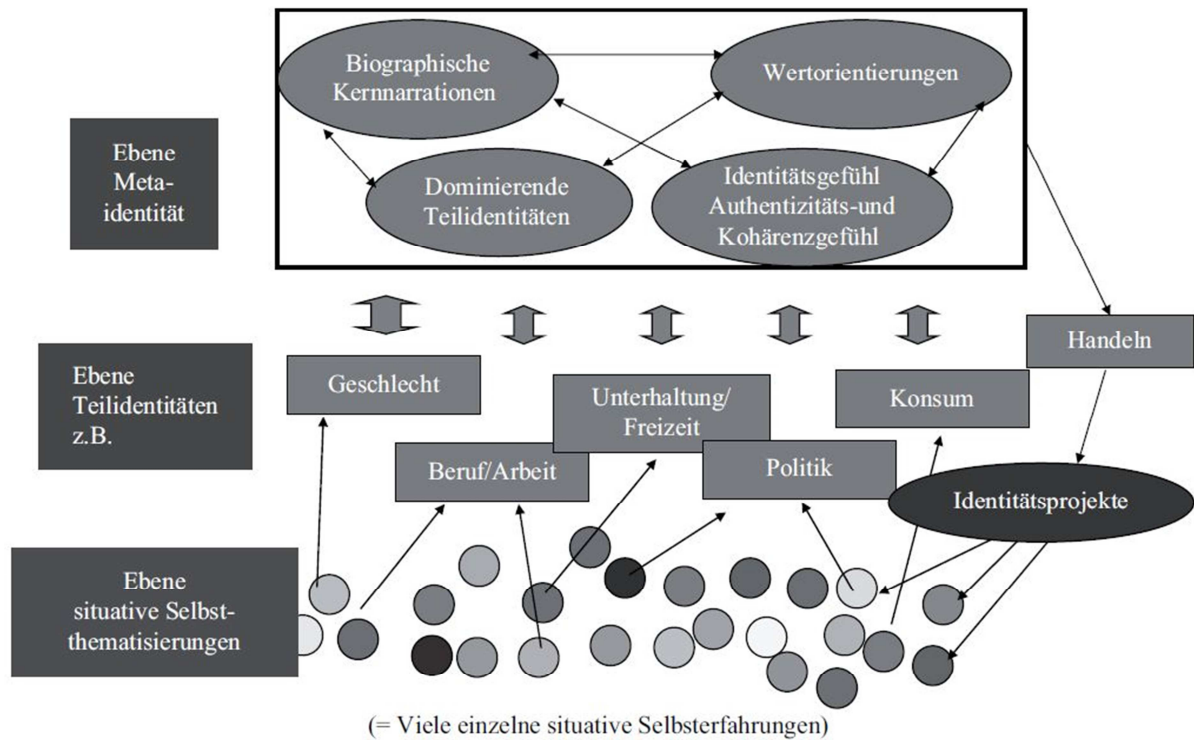 Biographische
Kernnarrationen
Wertorientierungen
Ebene
Meta-
identität
Dominierende
Teilidentitäten
Identitätsgefühl
Authentizitäts-und
Kohärenzgefühl
Handeln
Ebene
Teilidentitäten
z.B.
Geschlecht
Unterhaltung/
Freizeit
Konsum
Beruf/Arbeit
Politik
Identitätsprojekte
Ebene
situative Selbst-
thematisierungen
(= Viele einzelne situative Selbsterfahrungen)